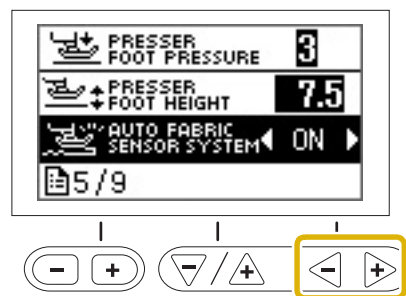 PRESSER
FOOT PRESSURE 3
PRESSER
FOOT HEIGHT 7.5
AUTO FABRIC
SENSOR SYSTEM ON
5/9
- + - / + - +